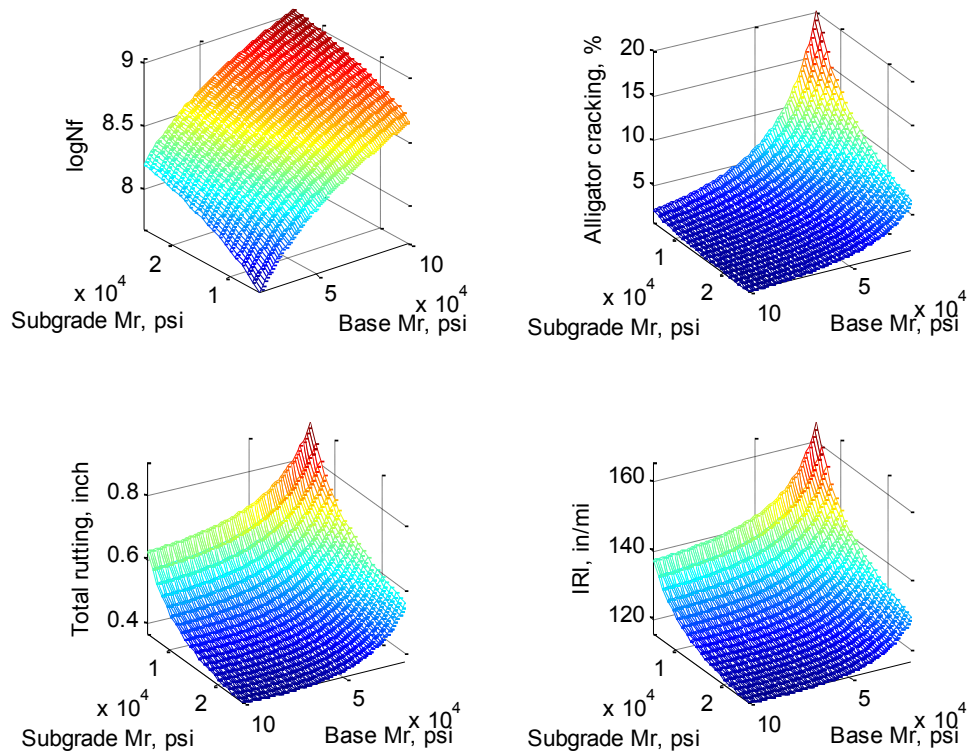 9
8.5
8
logNf
2
1
x 10^4
Subgrade Mr, psi
5
10
x 10^4
Base Mr, psi
20
15
10
5
Alligator cracking, %
1
2
x 10^4
Subgrade Mr, psi
10
5
x 10^4
Base Mr, psi
0.8
0.6
0.4
Total rutting, inch
1
2
x 10^4
Subgrade Mr, psi
10
5
x 10^4
Base Mr, psi
160
140
120
IRI, in/mi
1
2
x 10^4
Subgrade Mr, psi
10
5
x 10^4
Base Mr, psi